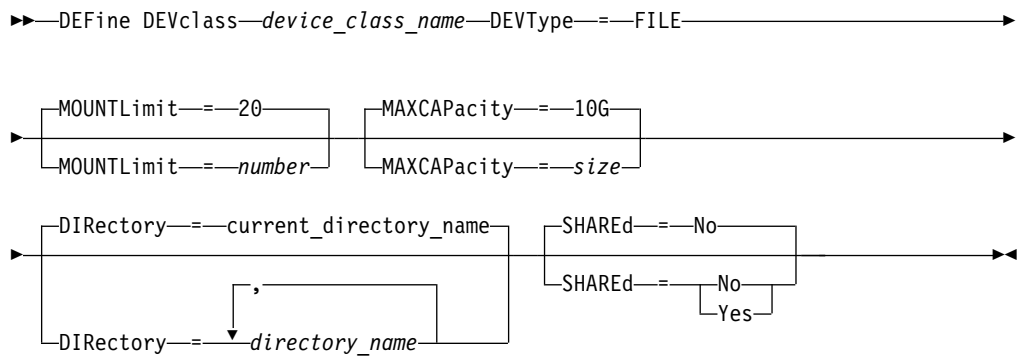 DEFine DEVclass device_class_name DEVType = FILE
MOUNTLimit = 20 MAXCAPacity = 10G
MOUNTLimit = number MAXCAPacity = size
DIRectory = current_directory_name SHAREd = No
SHAREd = No
Yes
,
DIRectory = directory_name